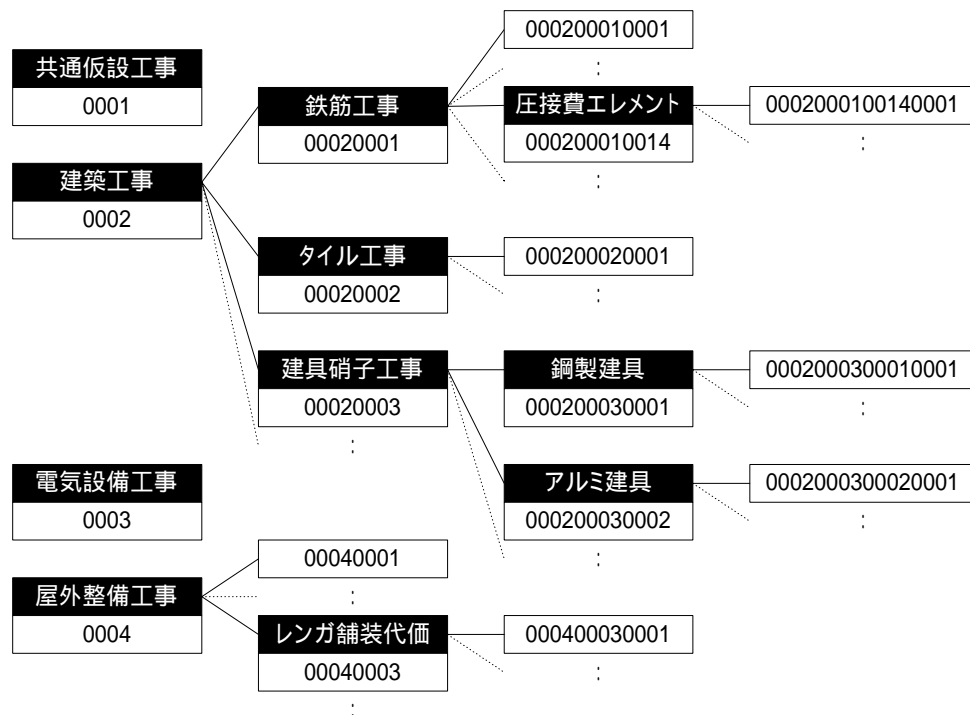 000200010001
:
共通仮設工事
0001
鉄筋工事
00020001
圧接費エレメント
000200010014
:
0002000100140001
:
建築工事
0002
タイル工事
00020002
000200020001
:
建具硝子工事
00020003
:
鋼製建具
000200030001
0002000300010001
:
電気設備工事
0003
アルミ建具
000200030002
:
0002000300020001
:
屋外整備工事
0004
00040001
:
レンガ舗装代価
00040003
:
000400030001
: